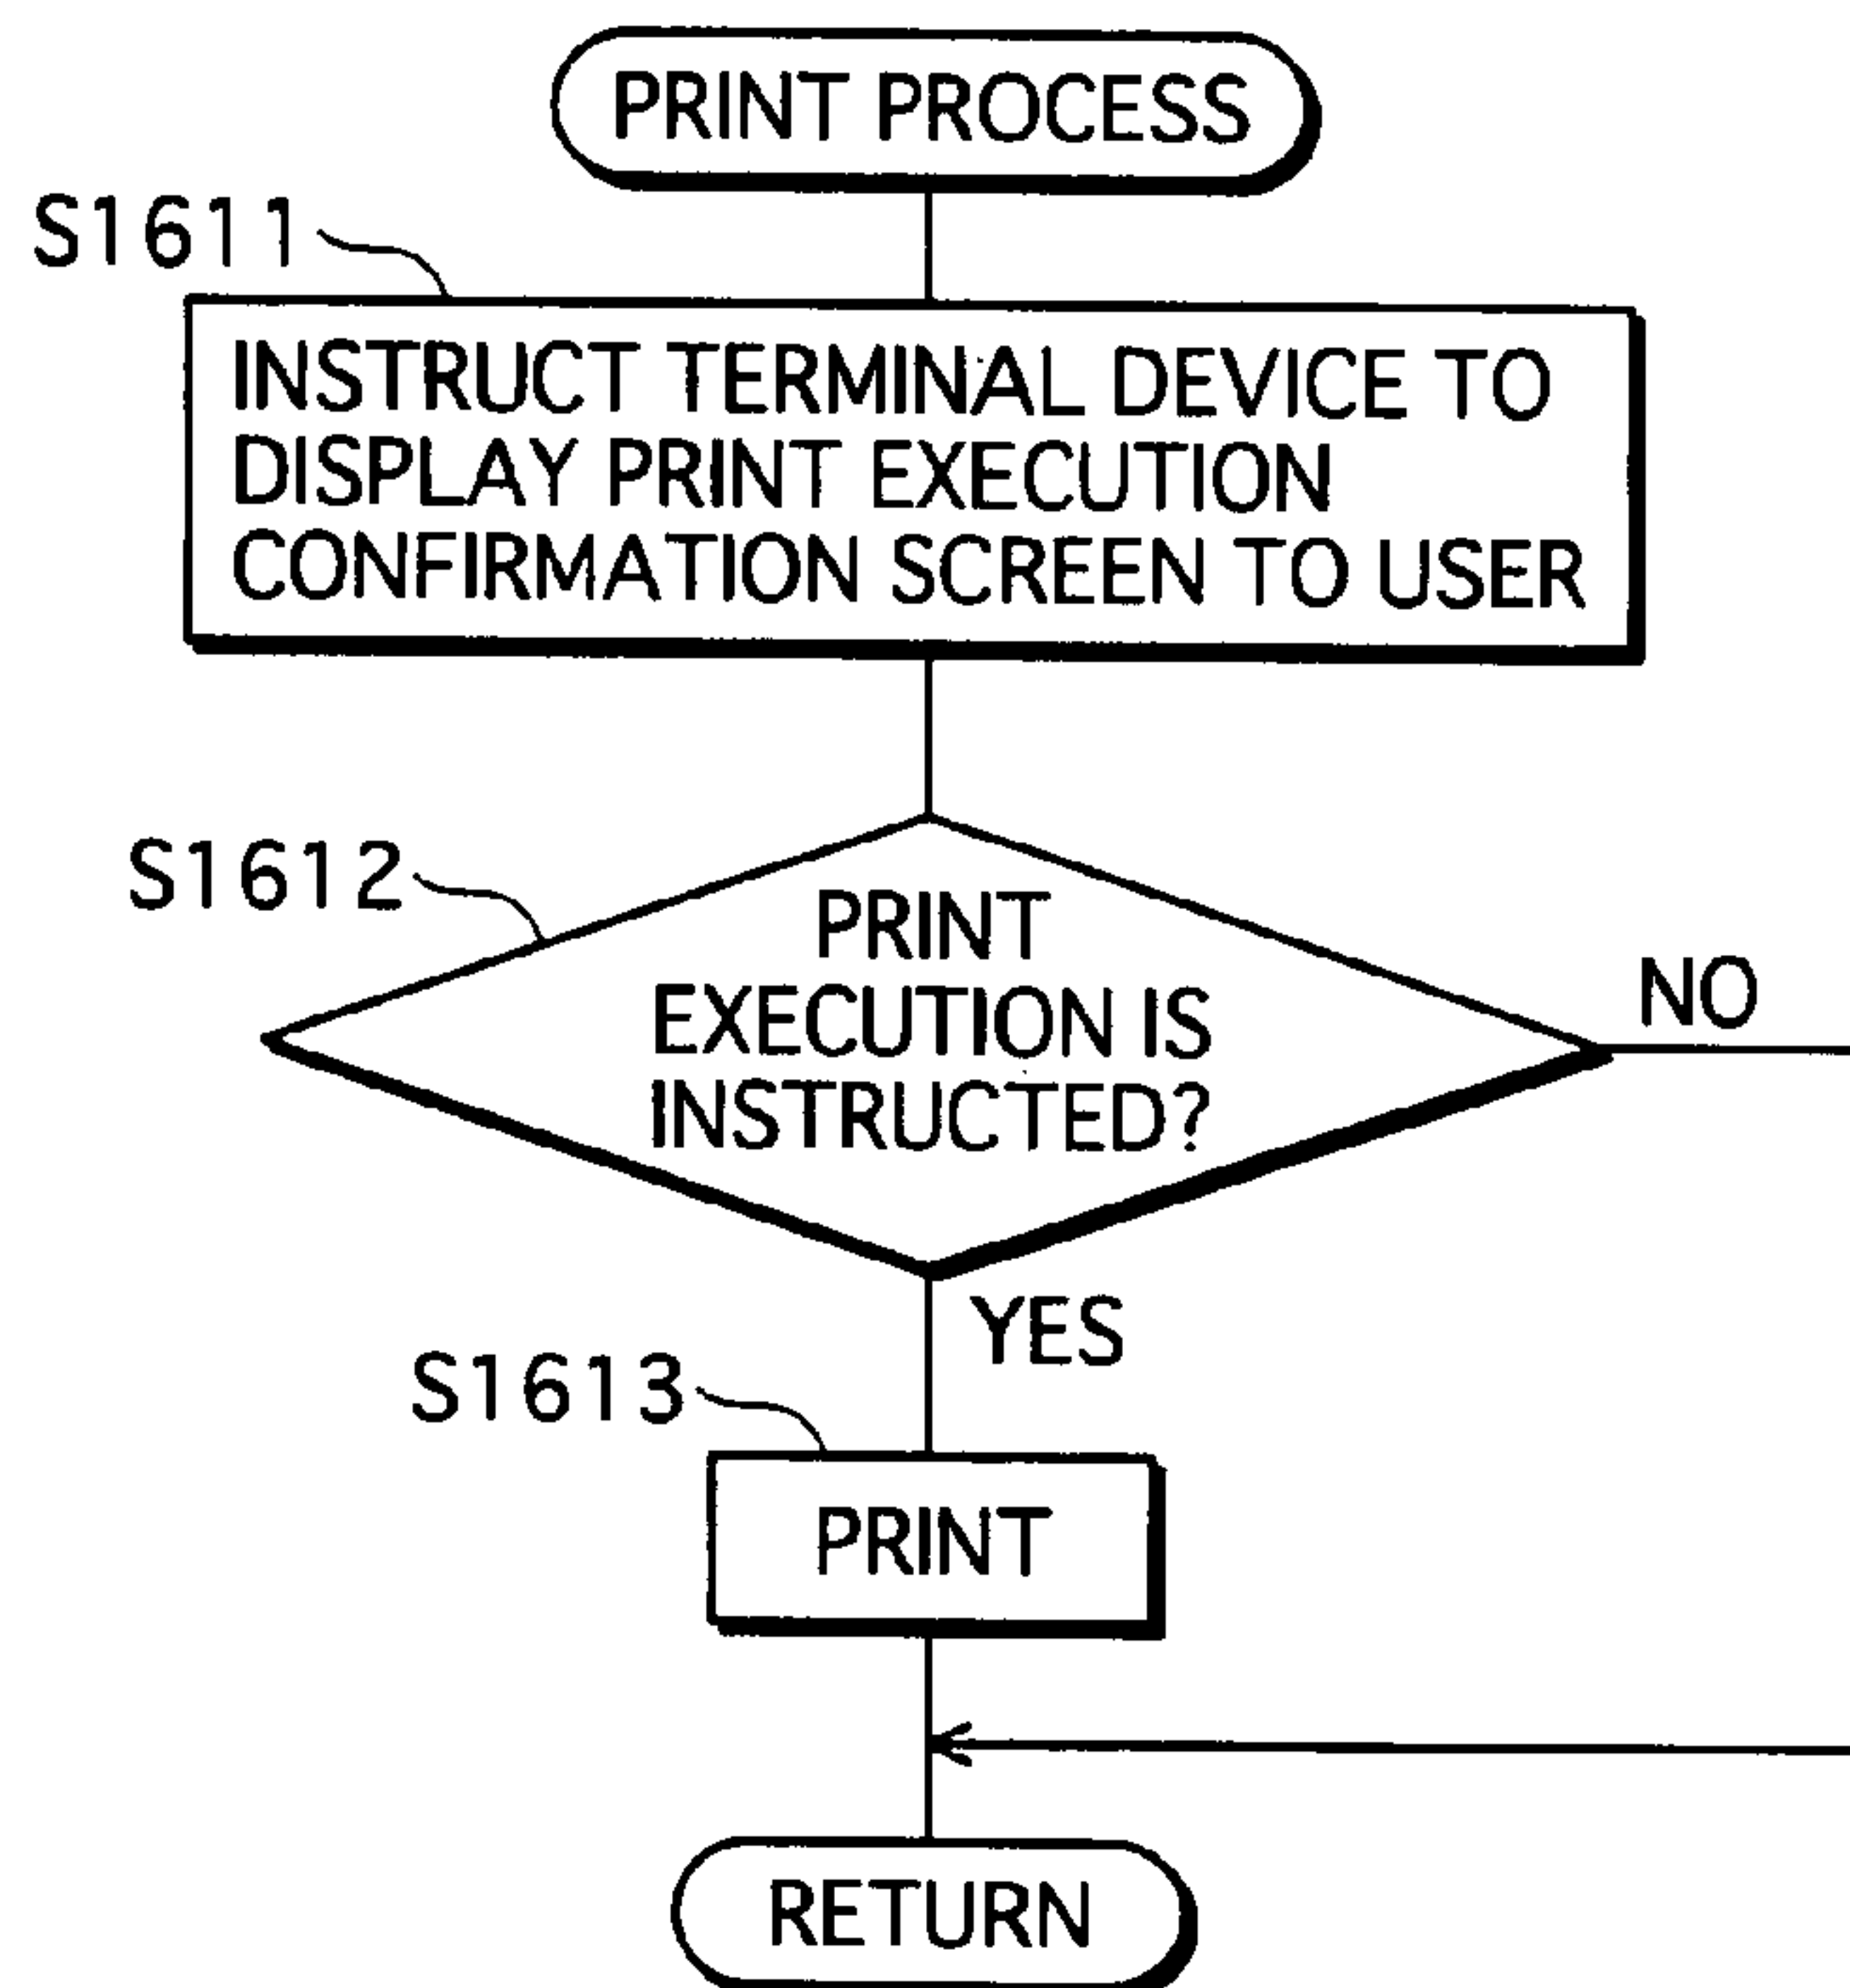 PRINT PROCESS
S1611
INSTRUCT TERMINAL DEVICE TO
DISPLAY PRINT EXECUTION
CONFIRMATION SCREEN TO USER
S1612
PRINT
EXECUTION IS
INSTRUCTED?
NO
YES
S1613
PRINT
RETURN